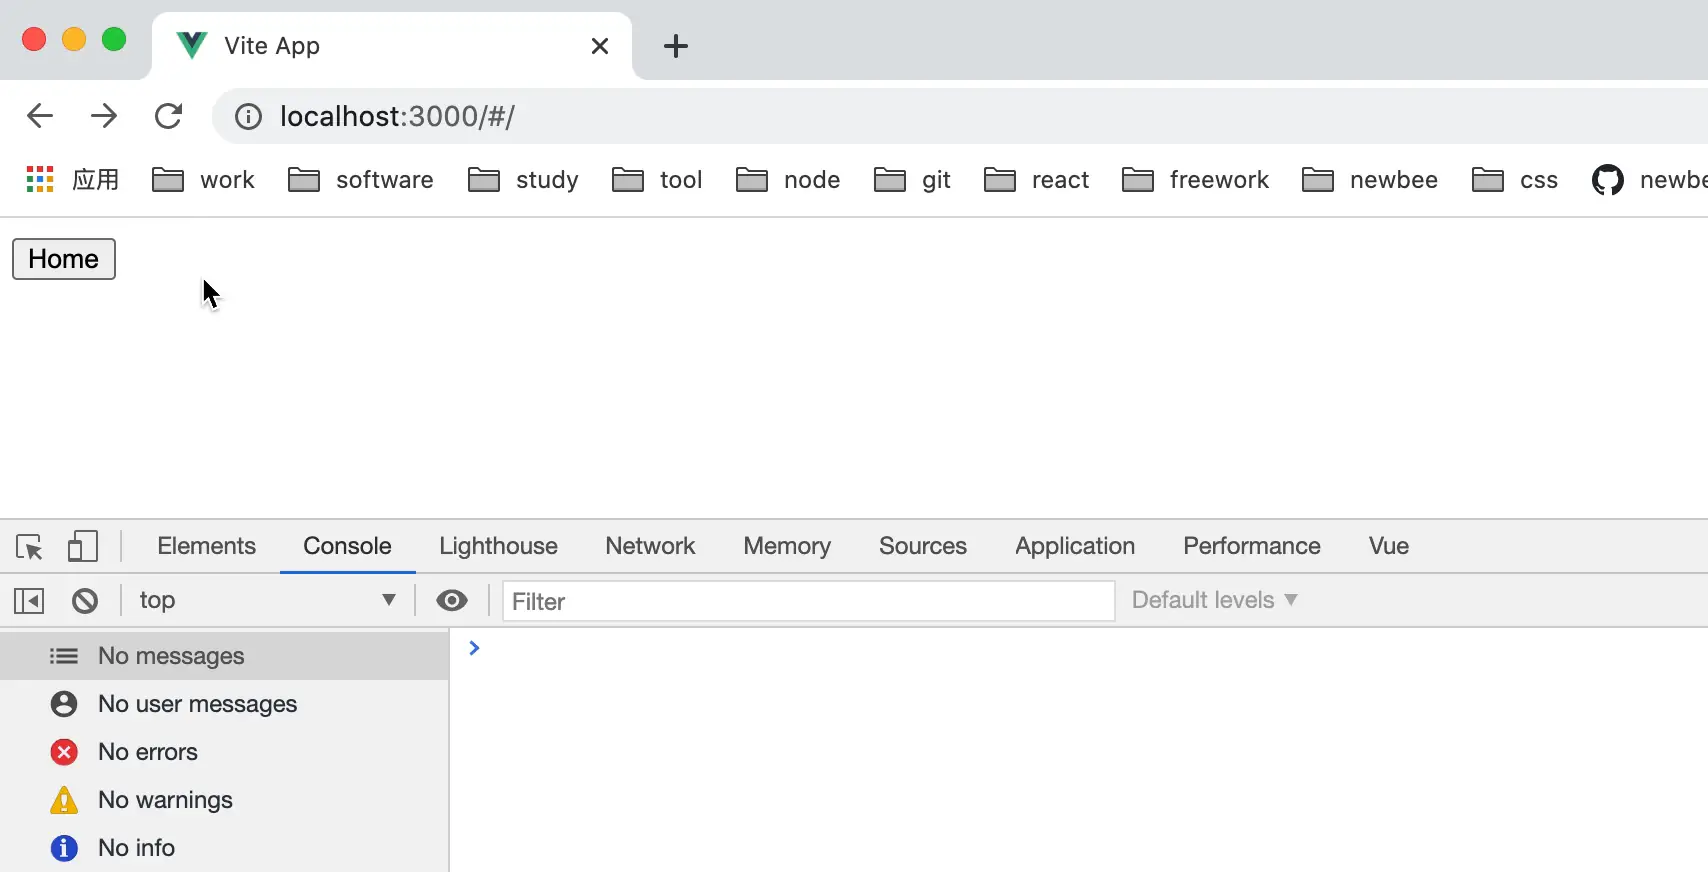 Vite App
localhost:3000/#/
应用 work software study tool node git react freework newbee css newbe
Home
Elements Console Lighthouse Network Memory Sources Application Performance Vue
top Filter Default levels
No messages
No user messages
No errors
No warnings
No info